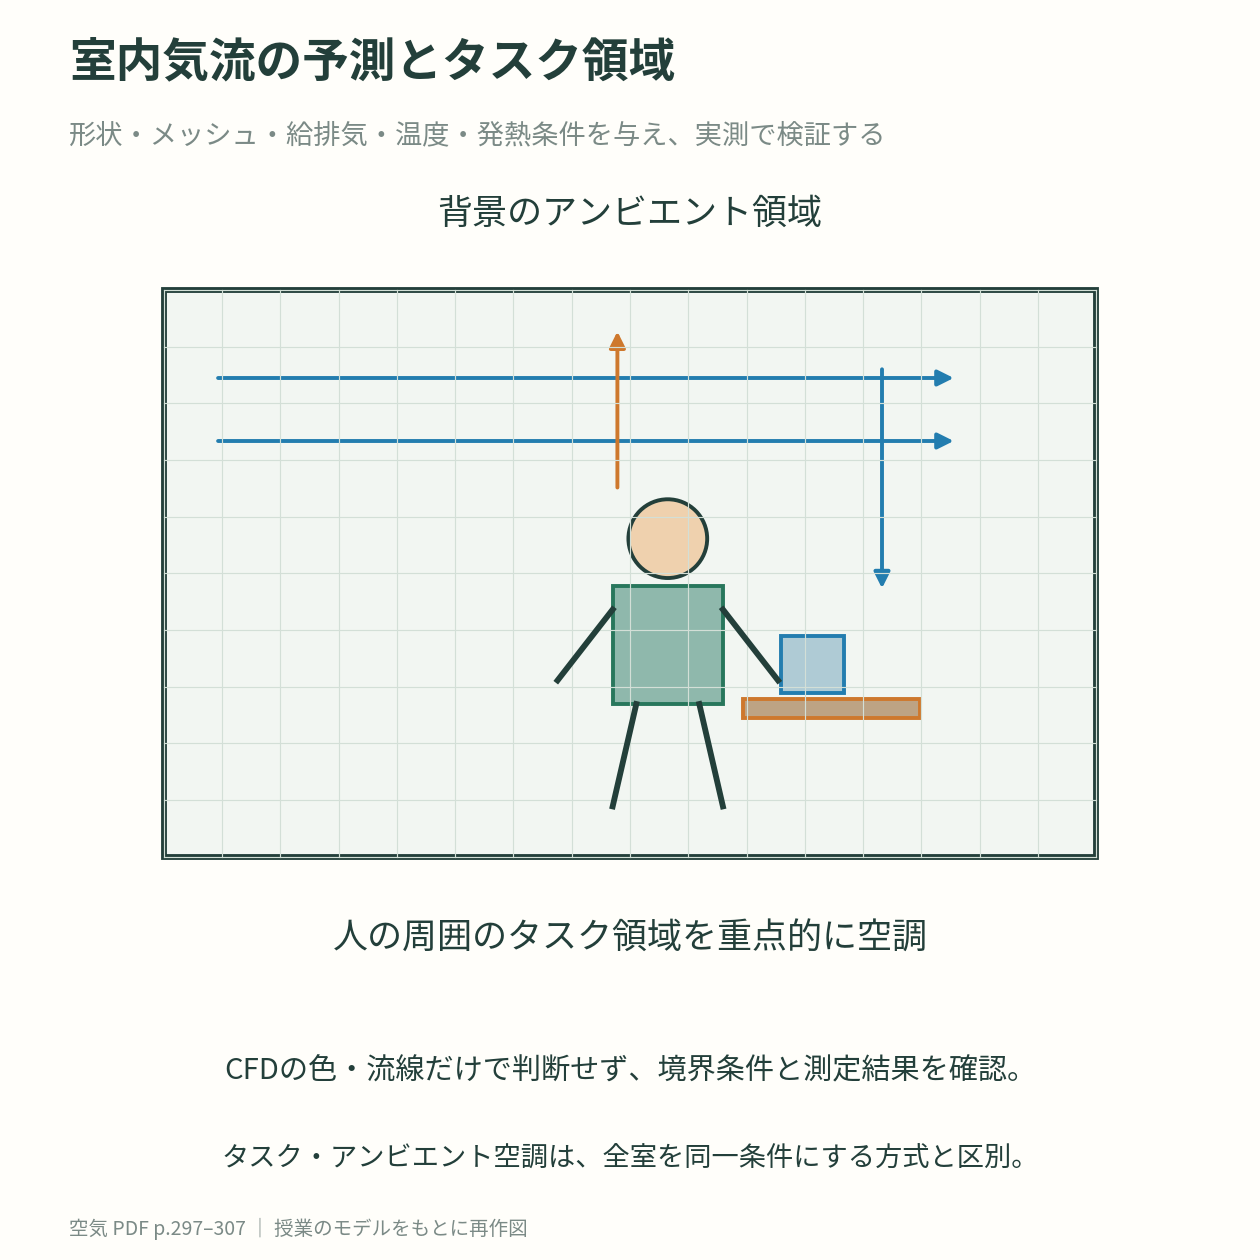 室内気流の予測とタスク領域
形状・メッシュ・給排気・温度・発熱条件を与え、実測で検証する
背景のアンビエント領域
人の周囲のタスク領域を重点的に空調
CFDの色・流線だけで判断せず、境界条件と測定結果を確認。
タスク・アンビエント空調は、全室を同一条件にする方式と区別。
空気 PDF p.297–307｜授業のモデルをもとに再作図